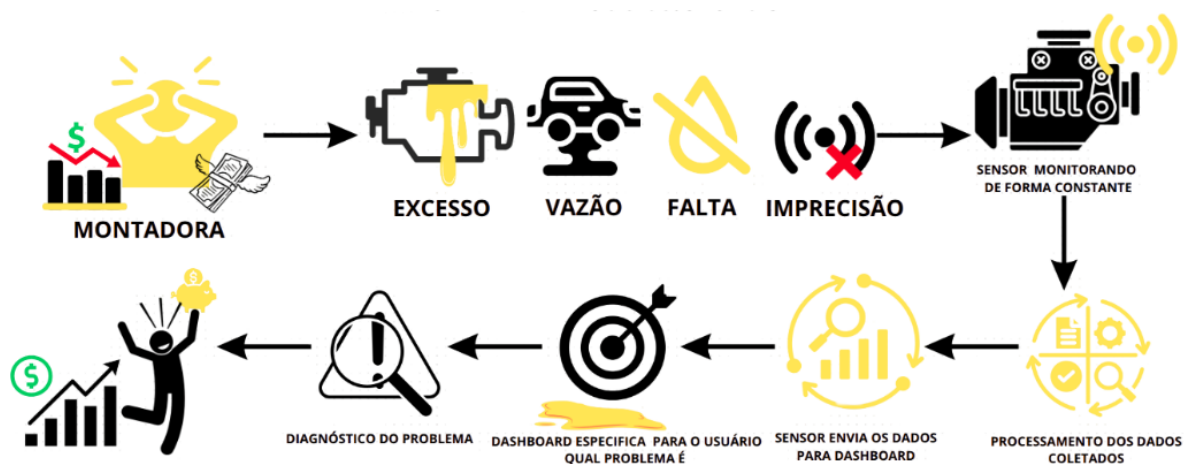 MONTADORA
EXCESSO
VAZÃO
FALTA
IMPRECISÃO
SENSOR MONITORANDO
DE FORMA CONSTANTE
DIAGNÓSTICO DO PROBLEMA
DASHBOARD ESPECIFICA PARA O USUÁRIO
QUAL PROBLEMA É
SENSOR ENVIA OS DADOS
PARA DASHBOARD
PROCESSAMENTO DOS DADOS
COLETADOS